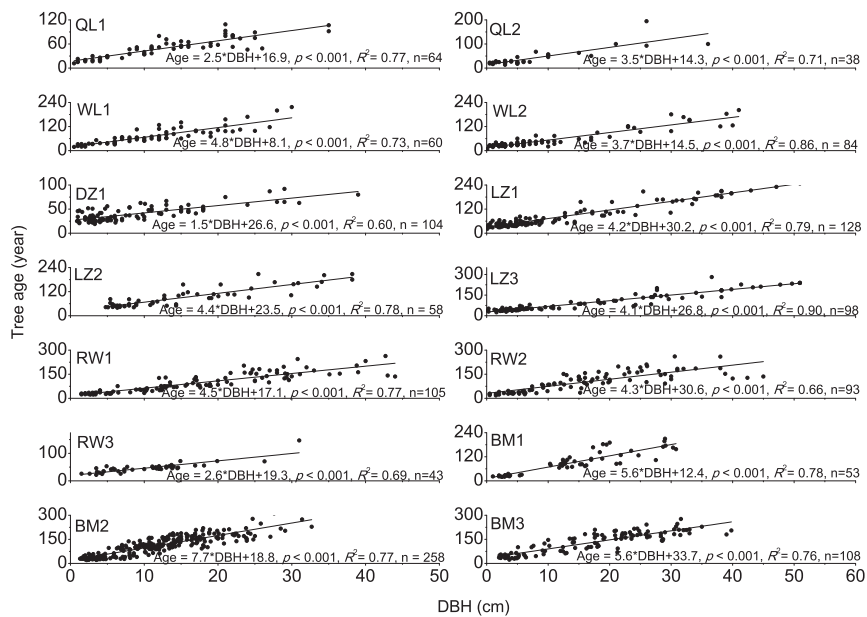 QL1
120
90
60
30
0
Age = 2.5*DBH+16.9, p < 0.001, R² = 0.77, n=64
QL2
200
100
0
Age = 3.5*DBH+14.3, p < 0.001, R² = 0.71, n=38
WL1
240
120
0
Age = 4.8*DBH+8.1, p < 0.001, R² = 0.73, n=60
WL2
240
120
0
Age = 3.7*DBH+14.5, p < 0.001, R² = 0.86, n = 84
DZ1
100
50
0
Age = 1.5*DBH+26.6, p < 0.001, R² = 0.60, n = 104
LZ1
240
120
0
Age = 4.2*DBH+30.2, p < 0.001, R² = 0.79, n = 128
LZ2
240
120
0
Age = 4.4*DBH+23.5, p < 0.001, R² = 0.78, n = 58
LZ3
300
150
0
Age = 4.1*DBH+26.8, p < 0.001, R² = 0.90, n=98
RW1
300
150
0
Age = 4.5*DBH+17.1, p < 0.001, R² = 0.77, n=105
RW2
300
150
0
Age = 4.3*DBH+30.6, p < 0.001, R² = 0.66, n=93
RW3
100
0
Age = 2.6*DBH+19.3, p < 0.001, R² = 0.69, n=43
BM1
240
120
0
Age = 5.6*DBH+12.4, p < 0.001, R² = 0.78, n=53
BM2
300
150
0
Age = 7.7*DBH+18.8, p < 0.001, R² = 0.77, n = 258
BM3
300
150
0
Age = 5.6*DBH+33.7, p < 0.001, R² = 0.76, n=108
0 10 20 30 40 50
0 10 20 30 40 50 60
Tree age (year)
DBH (cm)